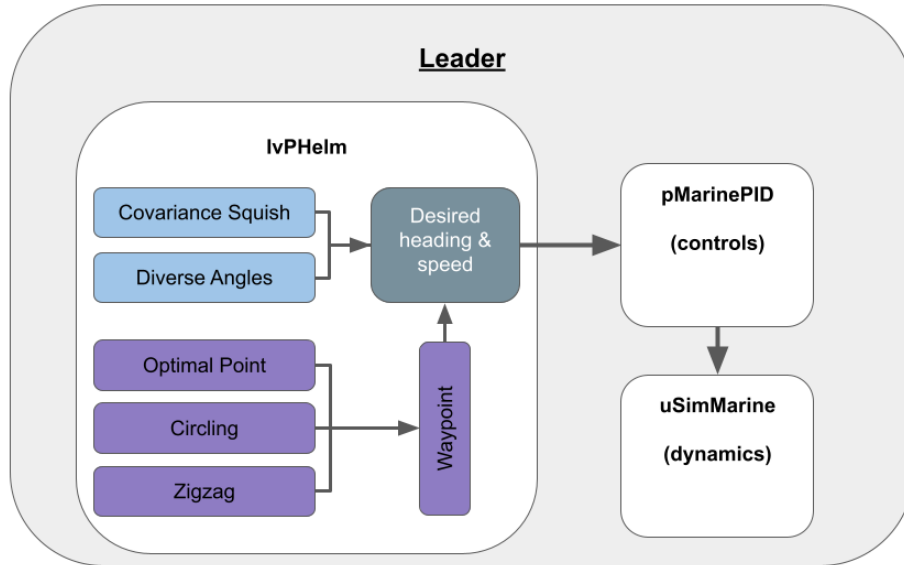 Leader
IvPHelm
Covariance Squish
Diverse Angles
Desired
heading &
speed
Optimal Point
Circling
Zigzag
Waypoint
pMarinePID
(controls)
uSimMarine
(dynamics)